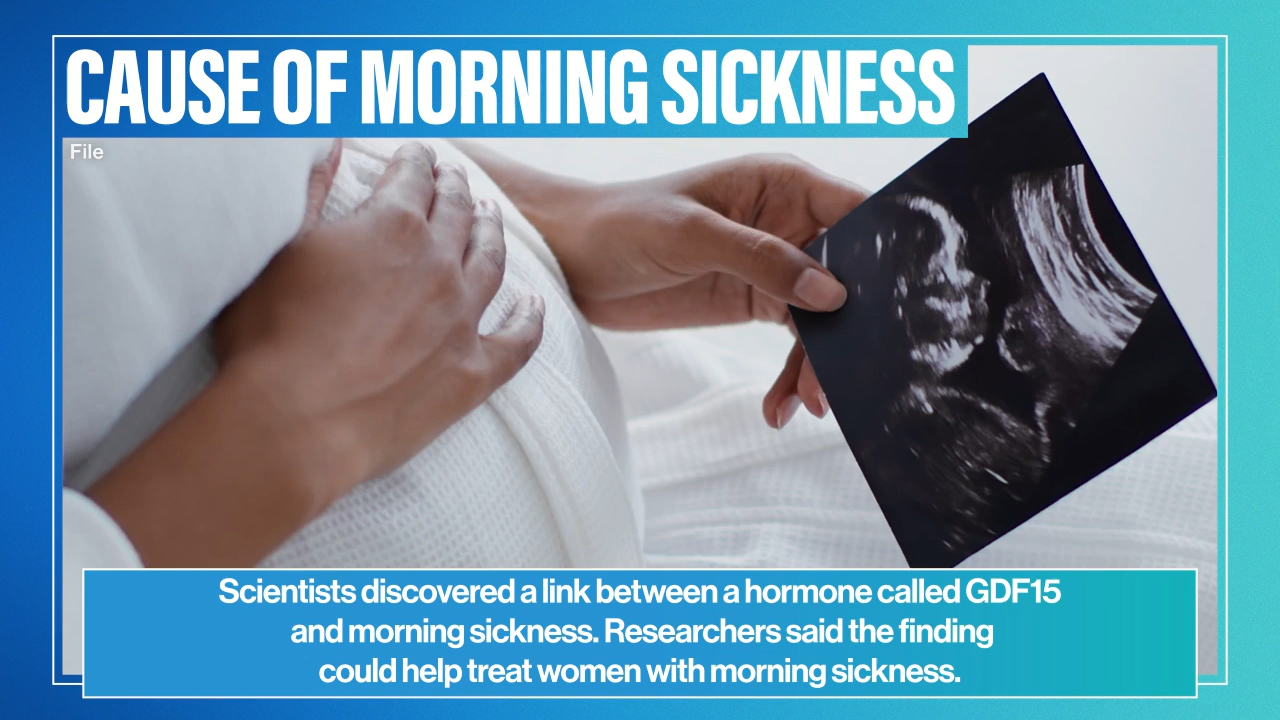 CAUSE OF MORNING SICKNESS
File
Scientists discovered a link between a hormone called GDF15
and morning sickness. Researchers said the finding
could help treat women with morning sickness.